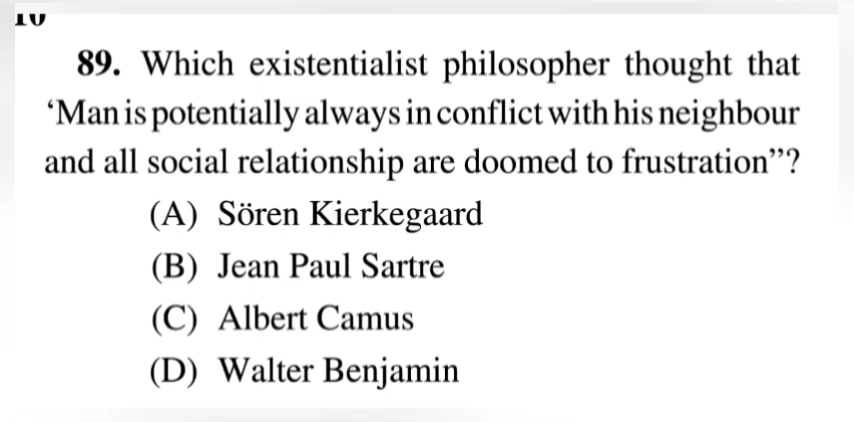 10
89. Which existentialist philosopher thought that
‘Man is potentially always in conflict with his neighbour
and all social relationship are doomed to frustration”?
(A) Sören Kierkegaard
(B) Jean Paul Sartre
(C) Albert Camus
(D) Walter Benjamin